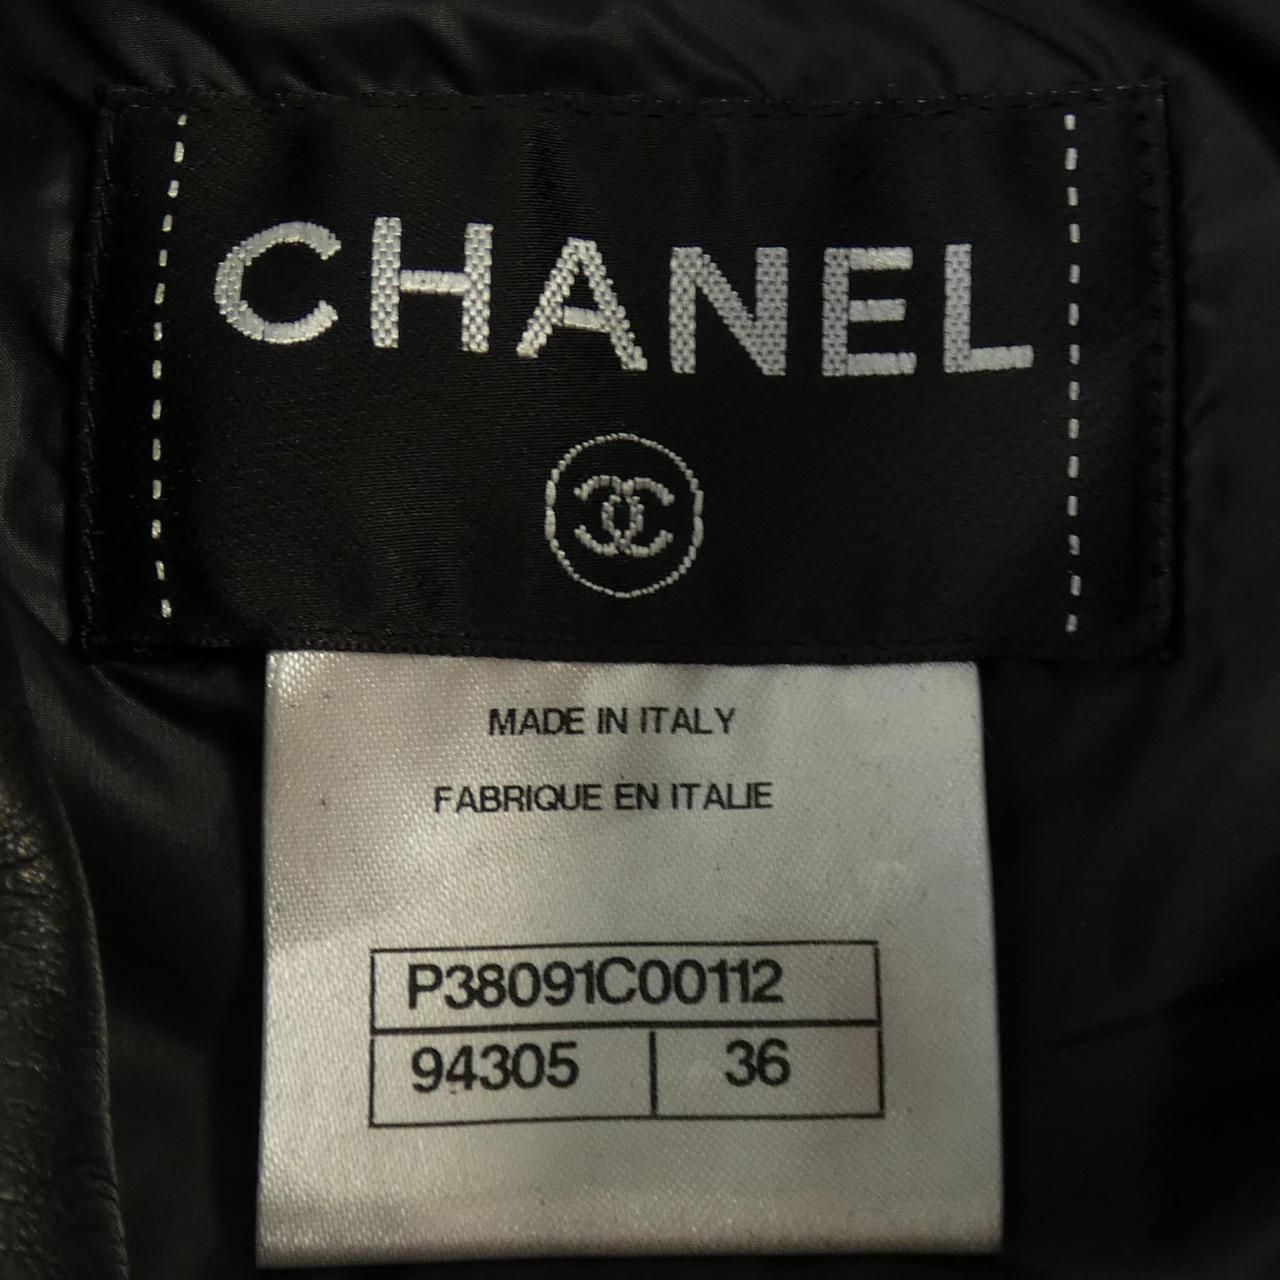 CHANEL
MADE IN ITALY
FABRIQUE EN ITALIE
P38091C00112
94305 36